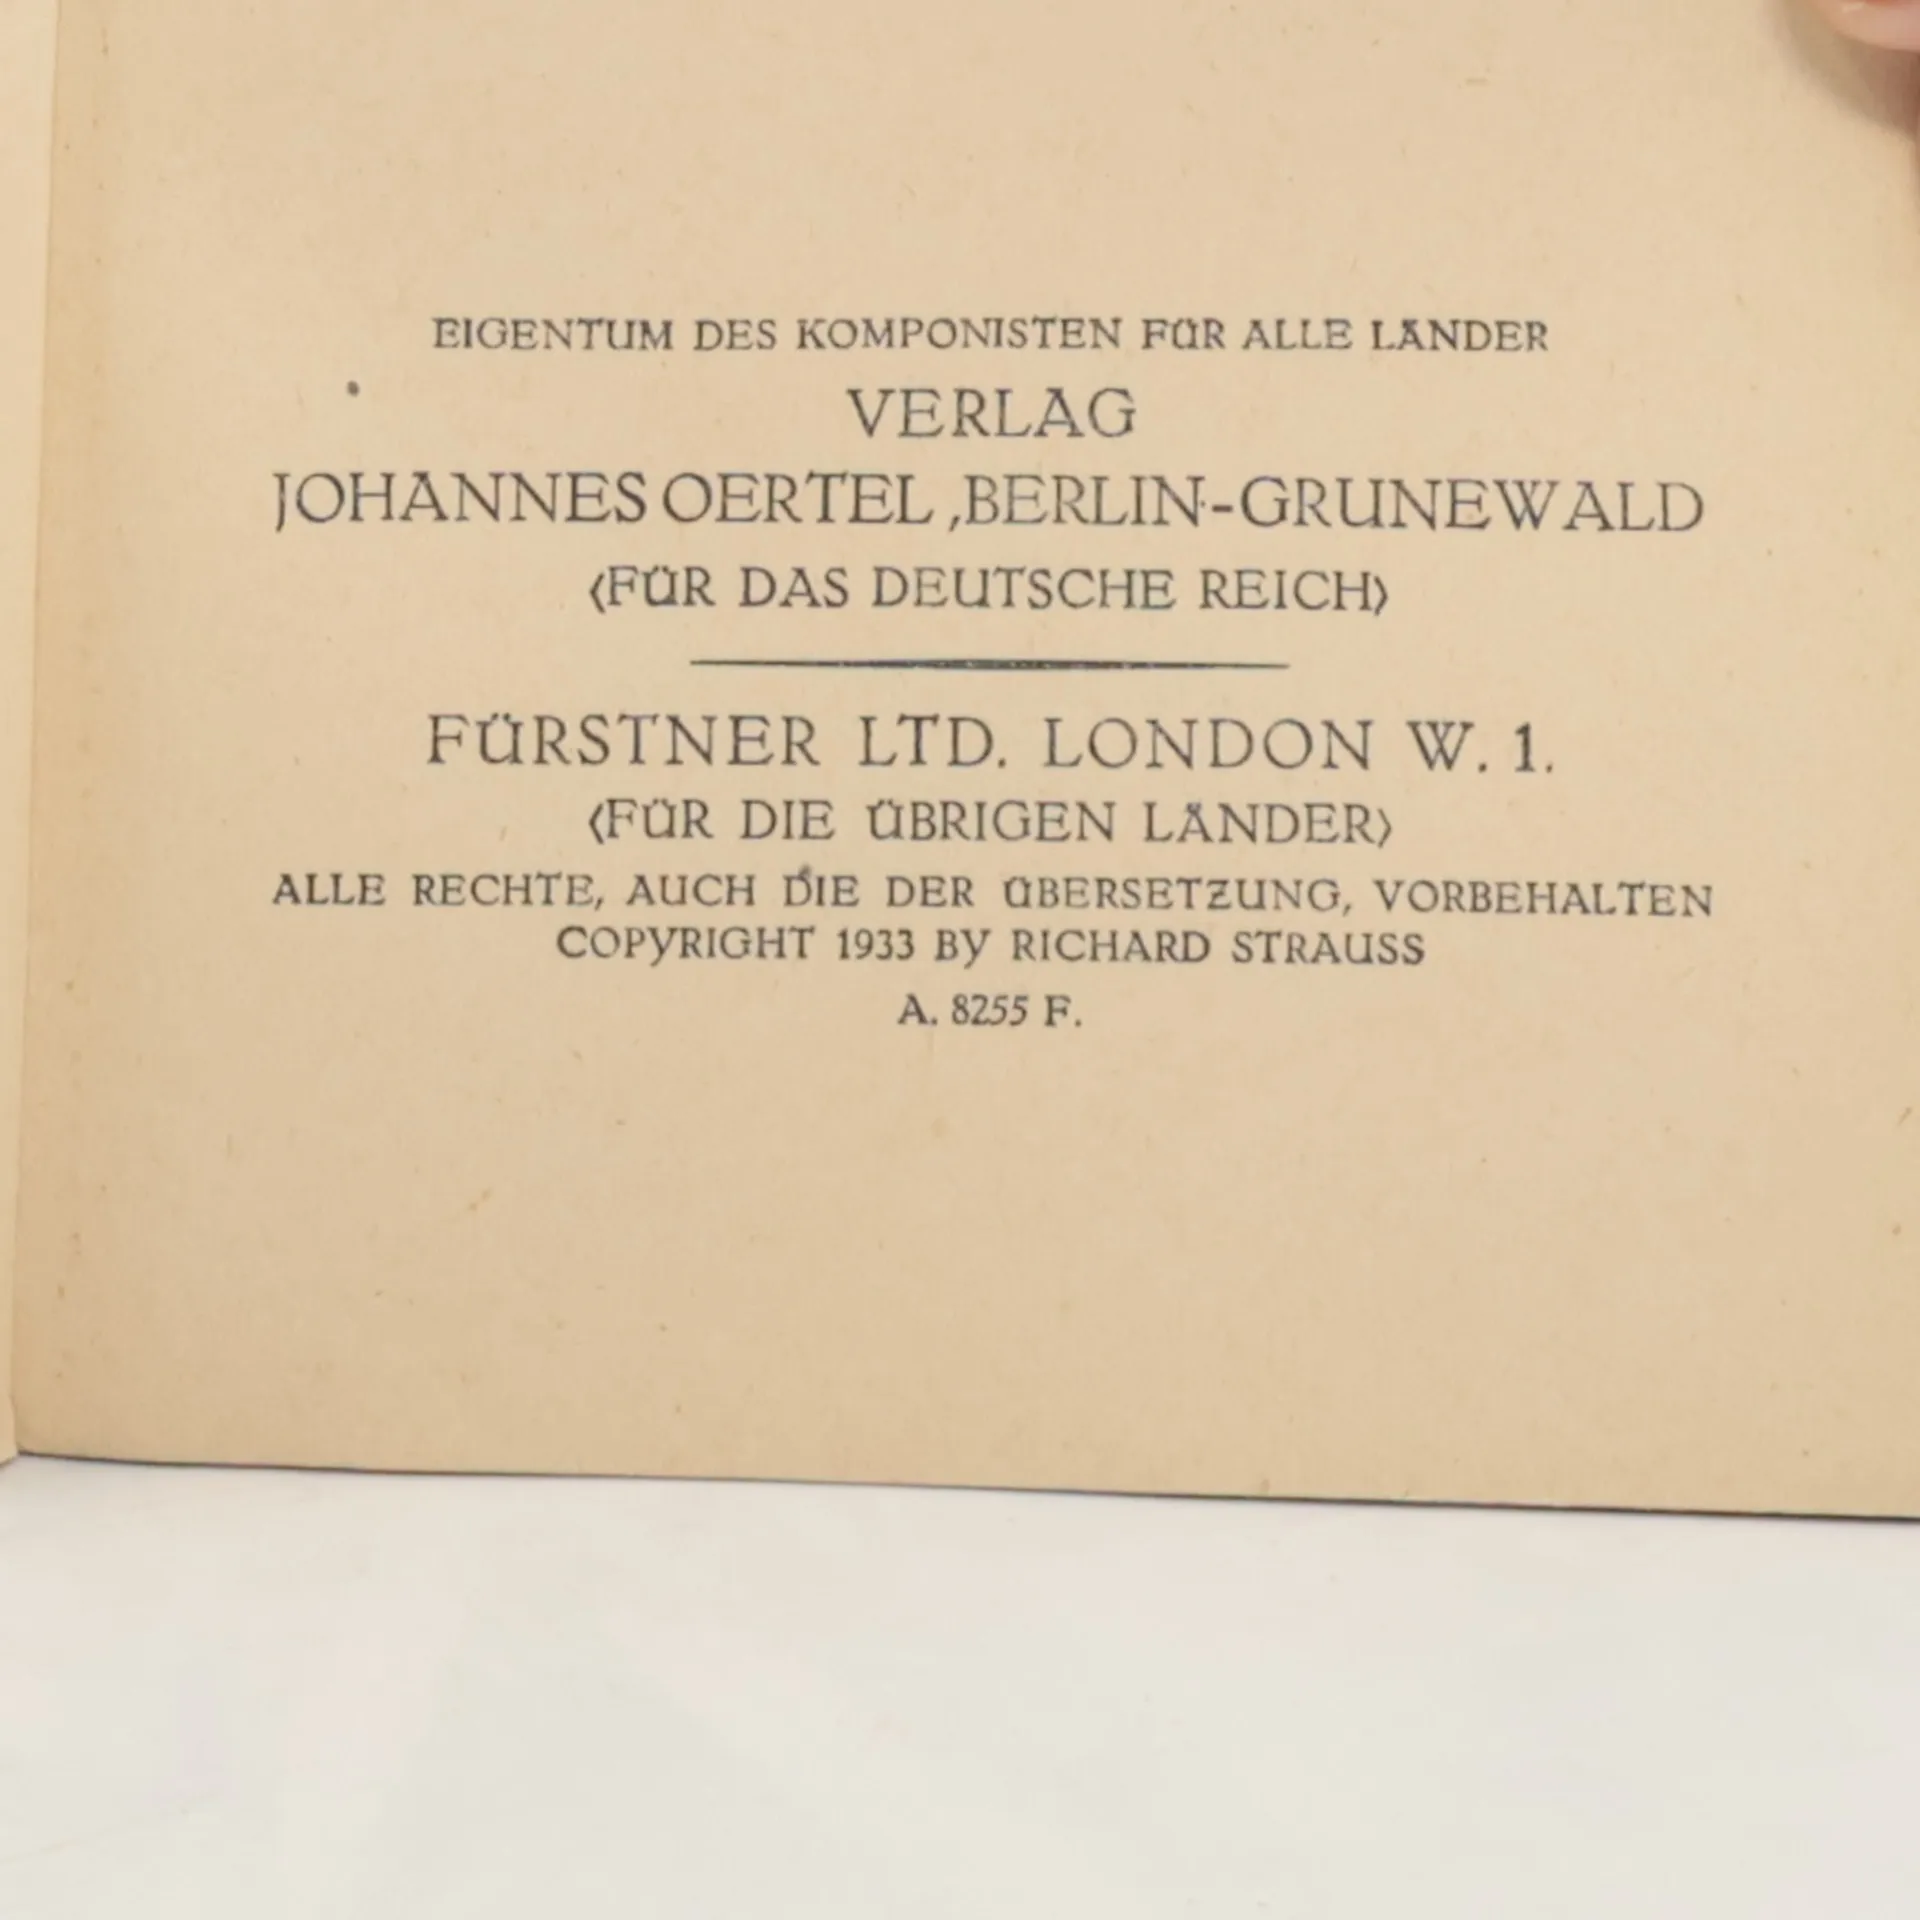 EIGENTUM DES KOMPONISTEN FÜR ALLE LÄNDER
VERLAG
JOHANNES OERTEL, BERLIN-GRUNEWALD
(FÜR DAS DEUTSCHE REICH)
FÜRSTNER LTD. LONDON W. 1.
(FÜR DIE ÜBRIGEN LÄNDER)
ALLE RECHTE, AUCH DIE DER ÜBERSETZUNG, VORBEHALTEN
COPYRIGHT 1933 BY RICHARD STRAUSS
A. 8255 F.